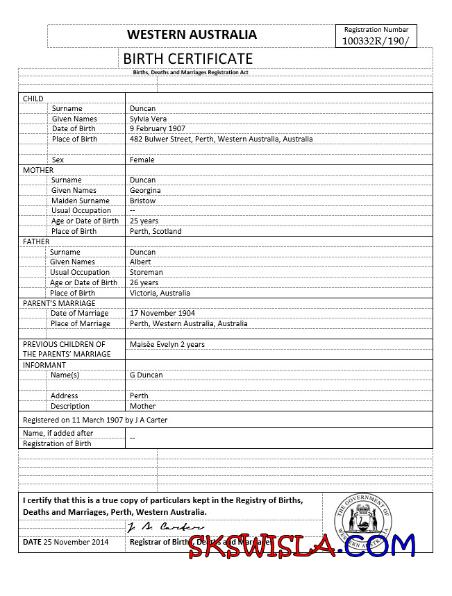 WESTERN AUSTRALIA
Registration Number
100332R/190/
BIRTH CERTIFICATE
Births, Deaths and Marriages Registration Act
CHILD
Surname Duncan
Given Names Sylvia Vera
Date of Birth 9 February 1907
Place of Birth 482 Bulwer Street, Perth, Western Australia, Australia
Sex Female
MOTHER
Surname Duncan
Given Names Georgina
Maiden Surname Bristow
Usual Occupation --
Age or Date of Birth 25 years
Place of Birth Perth, Scotland
FATHER
Surname Duncan
Given Names Albert
Usual Occupation Storeman
Age or Date of Birth 26 years
Place of Birth Victoria, Australia
PARENT'S MARRIAGE
Date of Marriage 17 November 1904
Place of Marriage Perth, Western Australia, Australia
PREVIOUS CHILDREN OF Maisée Evelyn 2 years
THE PARENTS' MARRIAGE
INFORMANT
Name(s) G Duncan
Address Perth
Description Mother
Registered on 11 March 1907 by J A Carter
Name, if added after --
Registration of Birth
I certify that this is a true copy of particulars kept in the Registry of Births,
Deaths and Marriages, Perth, Western Australia.
J. A. Carter
THE GOVERNMENT OF
WESTERN AUSTRALIA
DATE 25 November 2014 Registrar of Births, Deaths and Marriages
SKSWISLA.COM